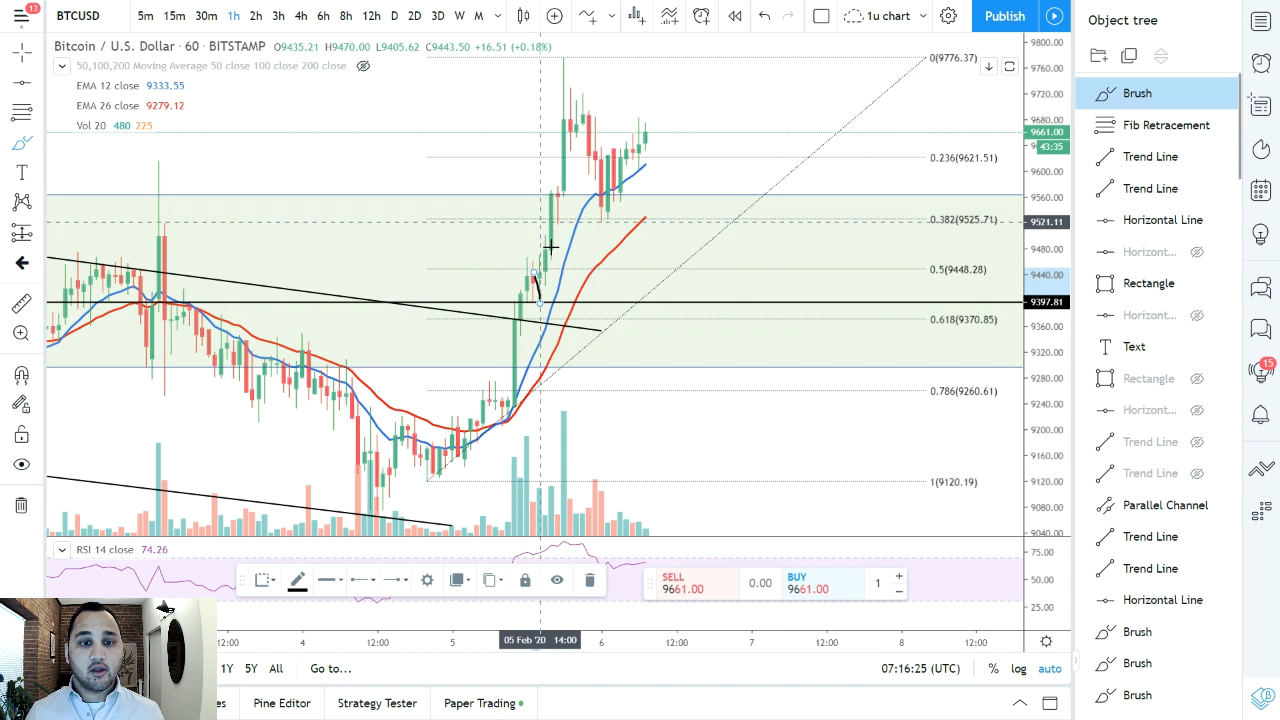 13
BTCUSD
5m 15m 30m 1h 2h 3h 4h 6h 8h 12h D 2D 3D W M
1u chart
Publish
Object tree
Bitcoin / U.S. Dollar · 60 · BITSTAMP O9435.21 H9470.00 L9405.62 C9443.50 +16.51 (+0.18%)
50,100,200 Moving Average 50 close 100 close 200 close
EMA 12 close 9333.55
EMA 26 close 9279.12
Vol 20 480 225
0(9776.37)
0.236(9621.51)
0.382(9525.71)
0.5(9448.28)
0.618(9370.85)
0.786(9260.61)
1(9120.19)
9800.00
9760.00
9720.00
9680.00
9661.00
43:35
9600.00
9560.00
9521.11
9480.00
9440.00
9397.81
9360.00
9320.00
9280.00
9240.00
9200.00
9160.00
9120.00
9080.00
9040.00
RSI 14 close 74.26
75.00
50.00
25.00
SELL
9661.00
0.00
BUY
9661.00
1
12:00 4 12:00 5 05 Feb '20 14:00 6 12:00 7 12:00 8 12:00
1Y 5Y All Go to...
07:16:25 (UTC) % log auto
es Pine Editor Strategy Tester Paper Trading
Brush
Fib Retracement
Trend Line
Trend Line
Horizontal Line
Horizont...
Rectangle
Horizont...
Text
Rectangle
Horizont...
Trend Line
Trend Line
Parallel Channel
Trend Line
Trend Line
Horizontal Line
Brush
Brush
Brush
15